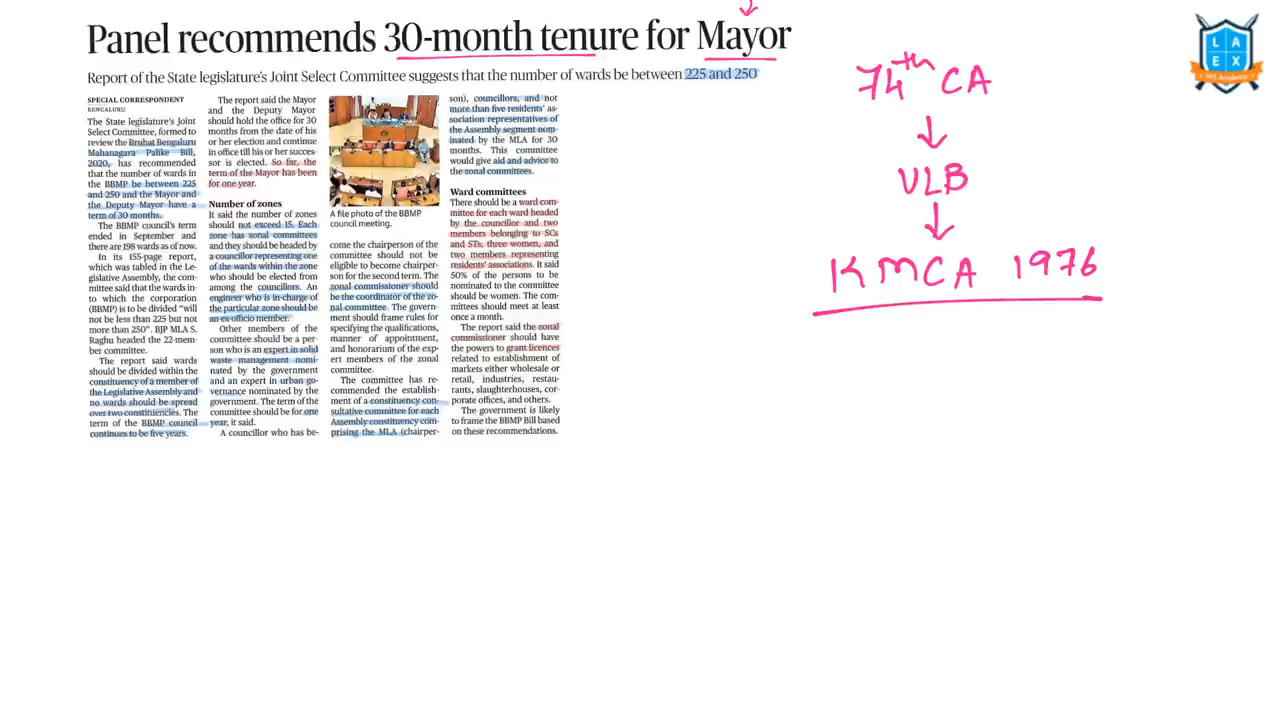 Panel recommends 30-month tenure for Mayor
Report of the State legislature's Joint Select Committee suggests that the number of wards be between 225 and 250
SPECIAL CORRESPONDENT
BENGALURU
The State legislature's Joint
Select Committee, formed to
review the Bruhat Bengaluru
Mahanagara Palike Bill,
2020, has recommended
that the number of wards in
the BBMP be between 225
and 250 and the Mayor and
the Deputy Mayor have a
term of 30 months.
The BBMP council's term
ended in September and
there are 198 wards as of now.
In its 155-page report,
which was tabled in the Le-
gislative Assembly, the com-
mittee said that the wards in-
to which the corporation
(BBMP) is to be divided "will
not be less than 225 but not
more than 250". BJP MLA S.
Raghu headed the 22-mem-
ber committee.
The report said wards
should be divided within the
constituency of a member of
the Legislative Assembly and
no wards should be spread
over two constituencies. The
term of the BBMP council
continues to be five years.
The report said the Mayor
and the Deputy Mayor
should hold the office for 30
months from the date of his
or her election and continue
in office till his or her succes-
sor is elected. So far, the
term of the Mayor has been
for one year.
Number of zones
It said the number of zones
should not exceed 15. Each
zone has zonal committees
and they should be headed by
a councillor representing one
of the wards within the zone
who should be elected from
among the councillors. An
engineer who is in-charge of
the particular zone should be
an ex-officio member.
Other members of the
committee should be a per-
son who is an expert in solid
waste management nomi-
nated by the government
and an expert in urban go-
vernance nominated by the
government. The term of the
committee should be for one
year, it said.
A councillor who has be-
A file photo of the BBMP
council meeting.
come the chairperson of the
committee should not be
eligible to become chairper-
son for the second term. The
zonal commissioner should
be the coordinator of the zo-
nal committee. The govern-
ment should frame rules for
specifying the qualifications,
manner of appointment,
and honorarium of the exp-
ert members of the zonal
committee.
The committee has re-
commended the establish-
ment of a constituency con-
sultative committee for each
Assembly constituency com-
prising the MLA (chairper-
son), councillors, and not
more than five residents' as-
sociation representatives of
the Assembly segment nom-
inated by the MLA for 30
months. This committee
would give aid and advice to
the zonal committees.
Ward committees
There should be a ward com-
mittee for each ward headed
by the councillor and two
members belonging to SCs
and STs, three women, and
two members representing
residents' associations. It said
50% of the persons to be
nominated to the committee
should be women. The com-
mittees should meet at least
once a month.
The report said the zonal
commissioner should have
the powers to grant licences
related to establishment of
markets either wholesale or
retail, industries, restau-
rants, slaughterhouses, cor-
porate offices, and others.
The government is likely
to frame the BBMP Bill based
on these recommendations.
74th CA
ULB
KMCA 1976
LA
EX